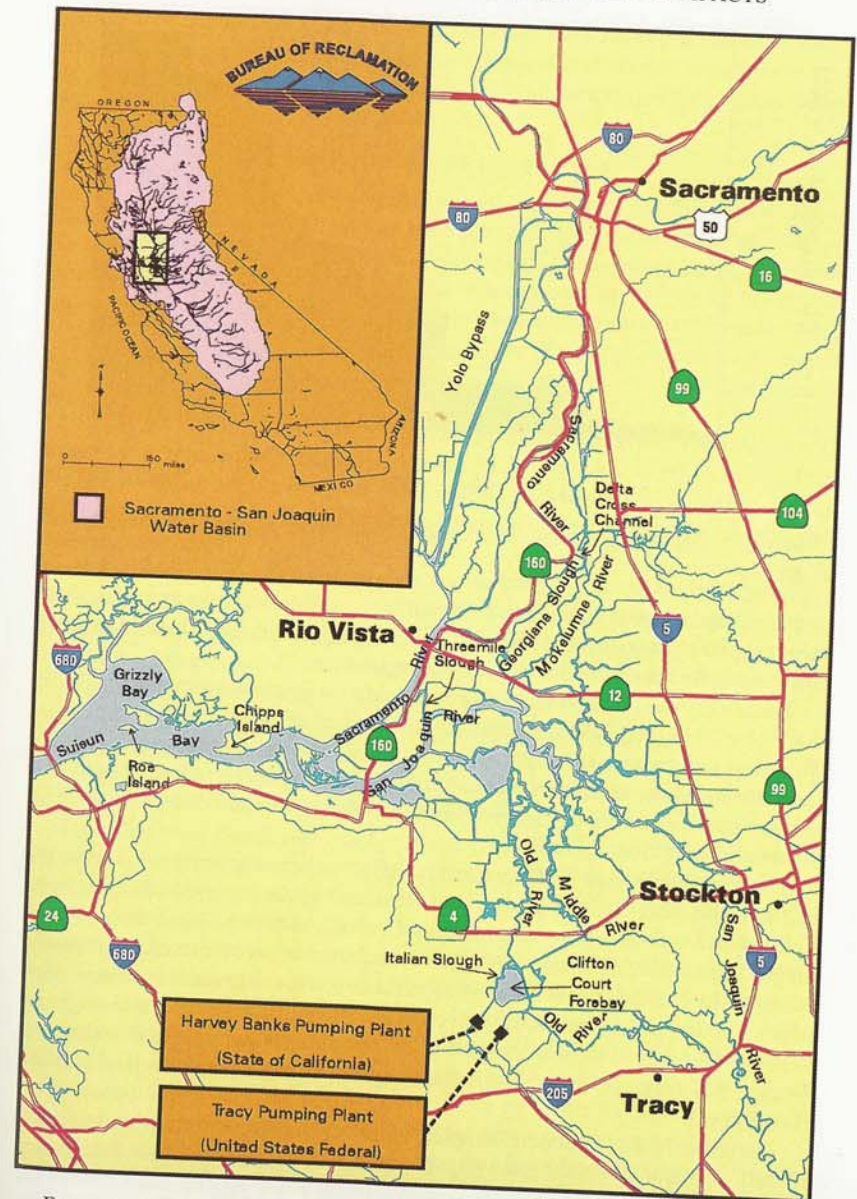 BUREAU OF RECLAMATION
OREGON
NEVADA
PACIFIC OCEAN
ARIZONA
MEXICO
0 150 miles
Sacramento - San Joaquin
Water Basin
80
Sacramento
80
50
16
Yolo Bypass
99
Sacramento
River
Delta
Cross
Channel
104
160
Georgiana Slough
Mokelumne River
5
Rio Vista
River
Threemile
Slough
680
Grizzly
Bay
12
Chipps
Island
Sacramento
San Joaquin River
160
Suisun Bay
Roe
Island
99
Old
River
Middle
River
Stockton
24
4
San
Joaquin
River
680
5
Italian Slough
Clifton
Court
Forebay
Old River
Harvey Banks Pumping Plant
(State of California)
205
Tracy
Tracy Pumping Plant
(United States Federal)